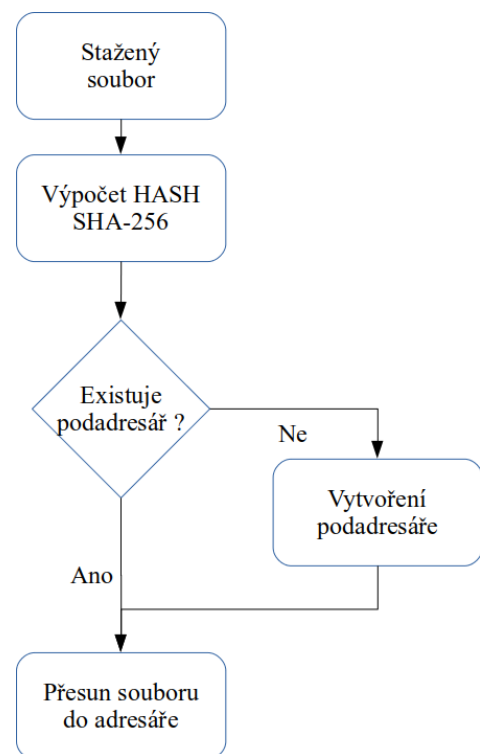 Stažený
soubor
Výpočet HASH
SHA-256
Existuje
podadresář ?
Ne
Vytvoření
podadresáře
Ano
Přesun souboru
do adresáře